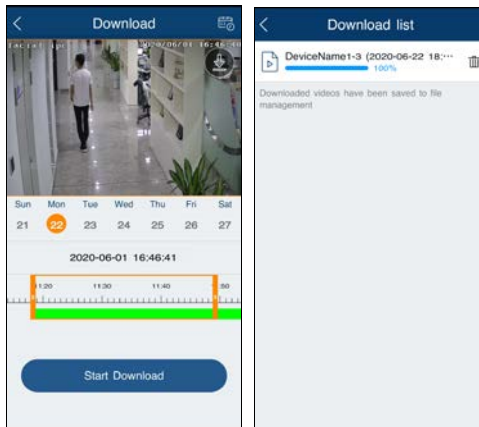 Download
2020/06/01 16:46:40
Sun Mon Tue Wed Thu Fri Sat
21 22 23 24 25 26 27
2020-06-01 16:46:41
11:20 11:30 11:40 :50
Start Download
Download list
DeviceName1-3 (2020-06-22 18:···
100%
Downloaded videos have been saved to file
management